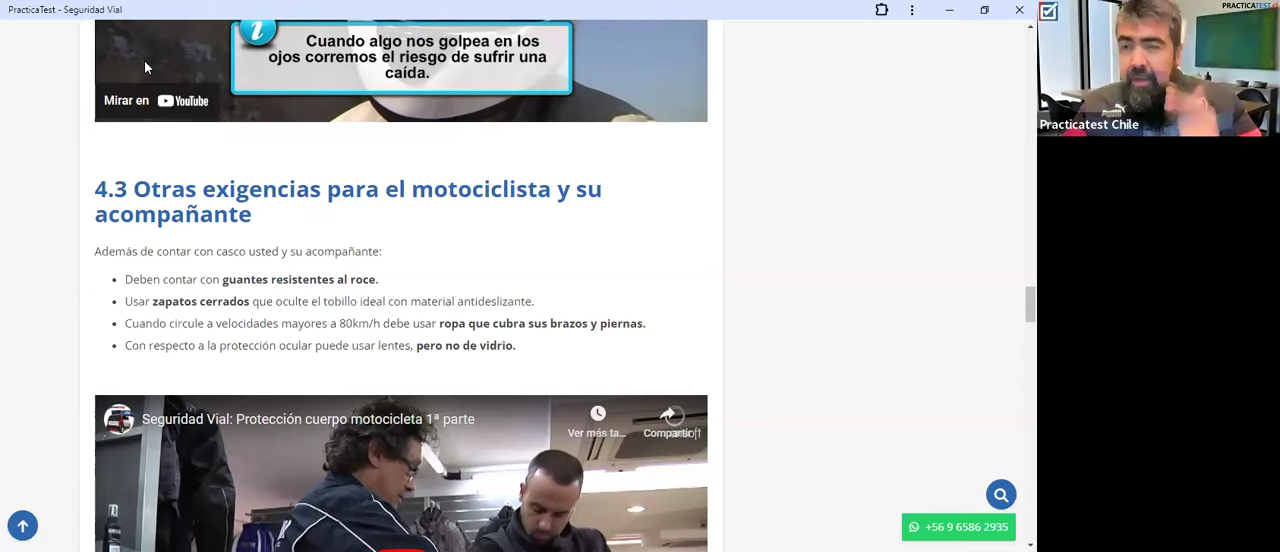 PracticaTest - Seguridad Vial
PRACTICATEST
Cuando algo nos golpea en los
ojos corremos el riesgo de sufrir una
caída.
Mirar en YouTube
Practicatest Chile
4.3 Otras exigencias para el motociclista y su
acompañante
Además de contar con casco usted y su acompañante:
• Deben contar con guantes resistentes al roce.
• Usar zapatos cerrados que oculte el tobillo ideal con material antideslizante.
• Cuando circule a velocidades mayores a 80km/h debe usar ropa que cubra sus brazos y piernas.
• Con respecto a la protección ocular puede usar lentes, pero no de vidrio.
Seguridad Vial: Protección cuerpo motocicleta 1ª parte
Ver más ta...
Compartir
+56 9 6586 2935